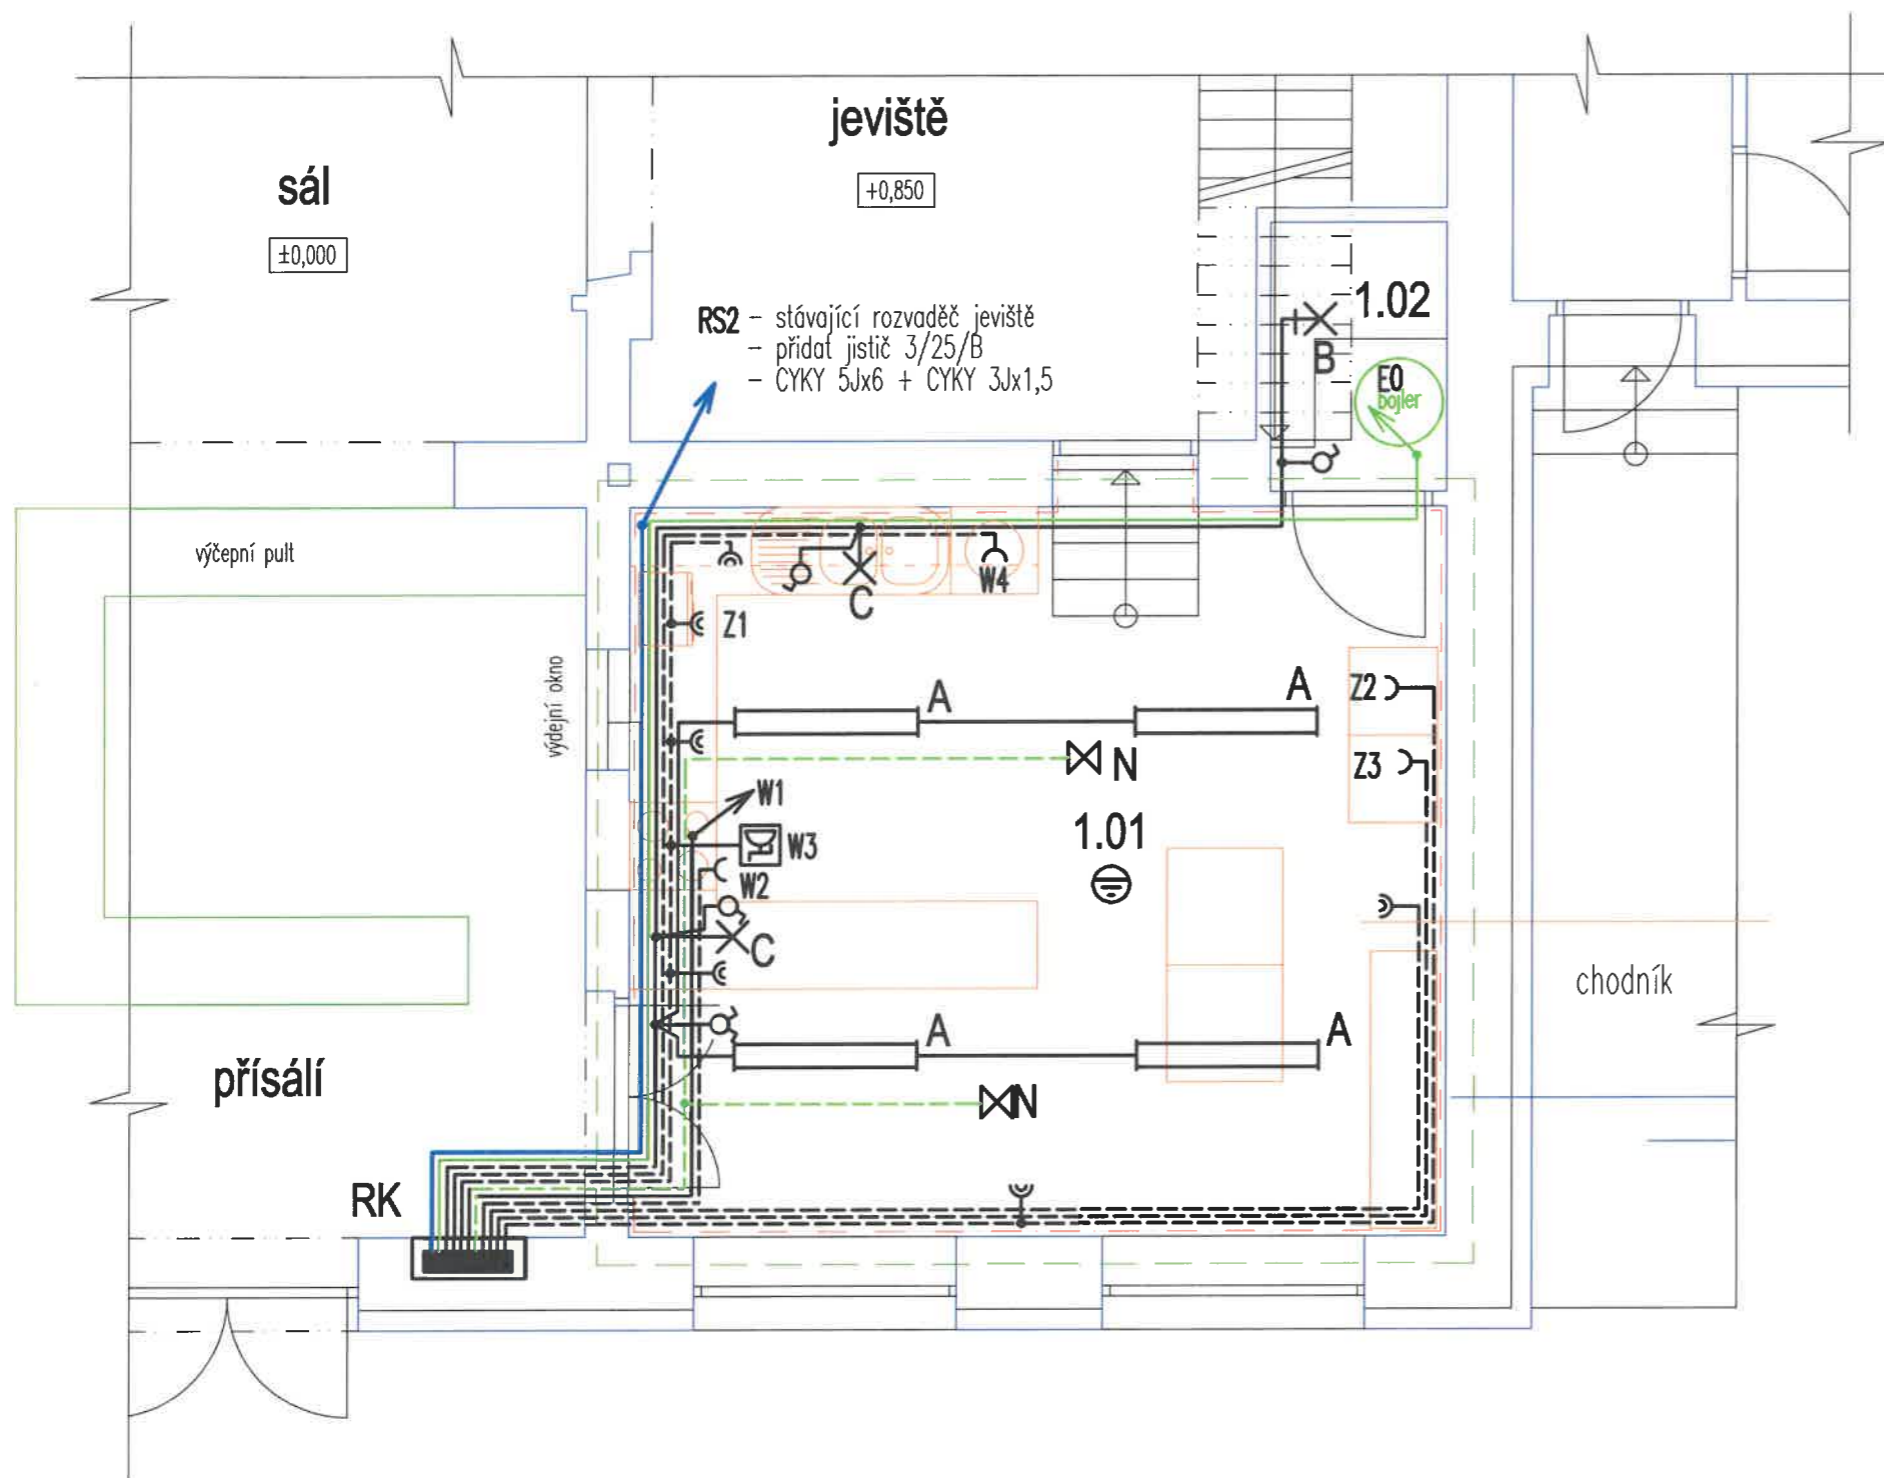 jeviště
+0,850
sál
±0,000
RS2 - stávající rozvaděč jeviště
- přidat jistič 3/25/B
- CYKY 5Jx6 + CYKY 3Jx1,5
1.02
B
E0
bojler
výčepní pult
W4
C
Z1
výdejní okno
A
A
Z2
Z3
N
W1
1.01
W3
W2
C
chodník
A
A
přísálí
N
RK